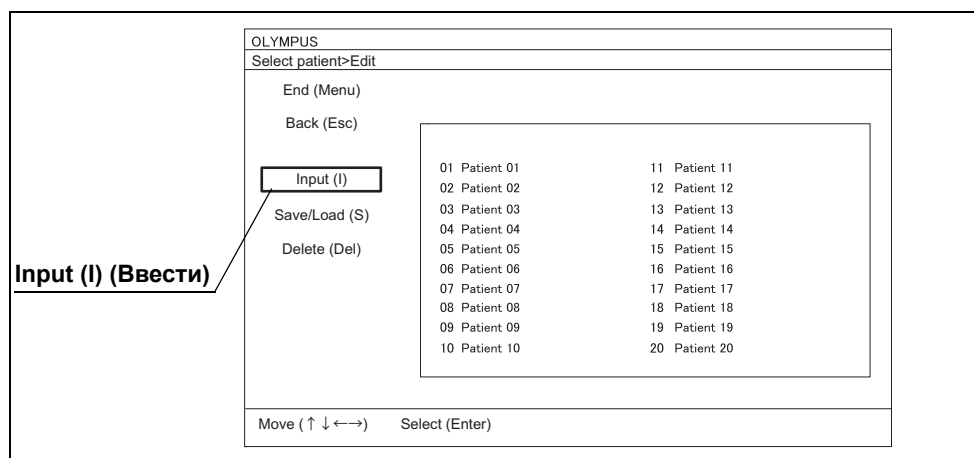 OLYMPUS
Select patient>Edit
End (Menu)
Back (Esc)
Input (I)
Save/Load (S)
Delete (Del)
Input (I) (Ввести)
01 Patient 01
02 Patient 02
03 Patient 03
04 Patient 04
05 Patient 05
06 Patient 06
07 Patient 07
08 Patient 08
09 Patient 09
10 Patient 10
11 Patient 11
12 Patient 12
13 Patient 13
14 Patient 14
15 Patient 15
16 Patient 16
17 Patient 17
18 Patient 18
19 Patient 19
20 Patient 20
Move (↑↓←→) Select (Enter)